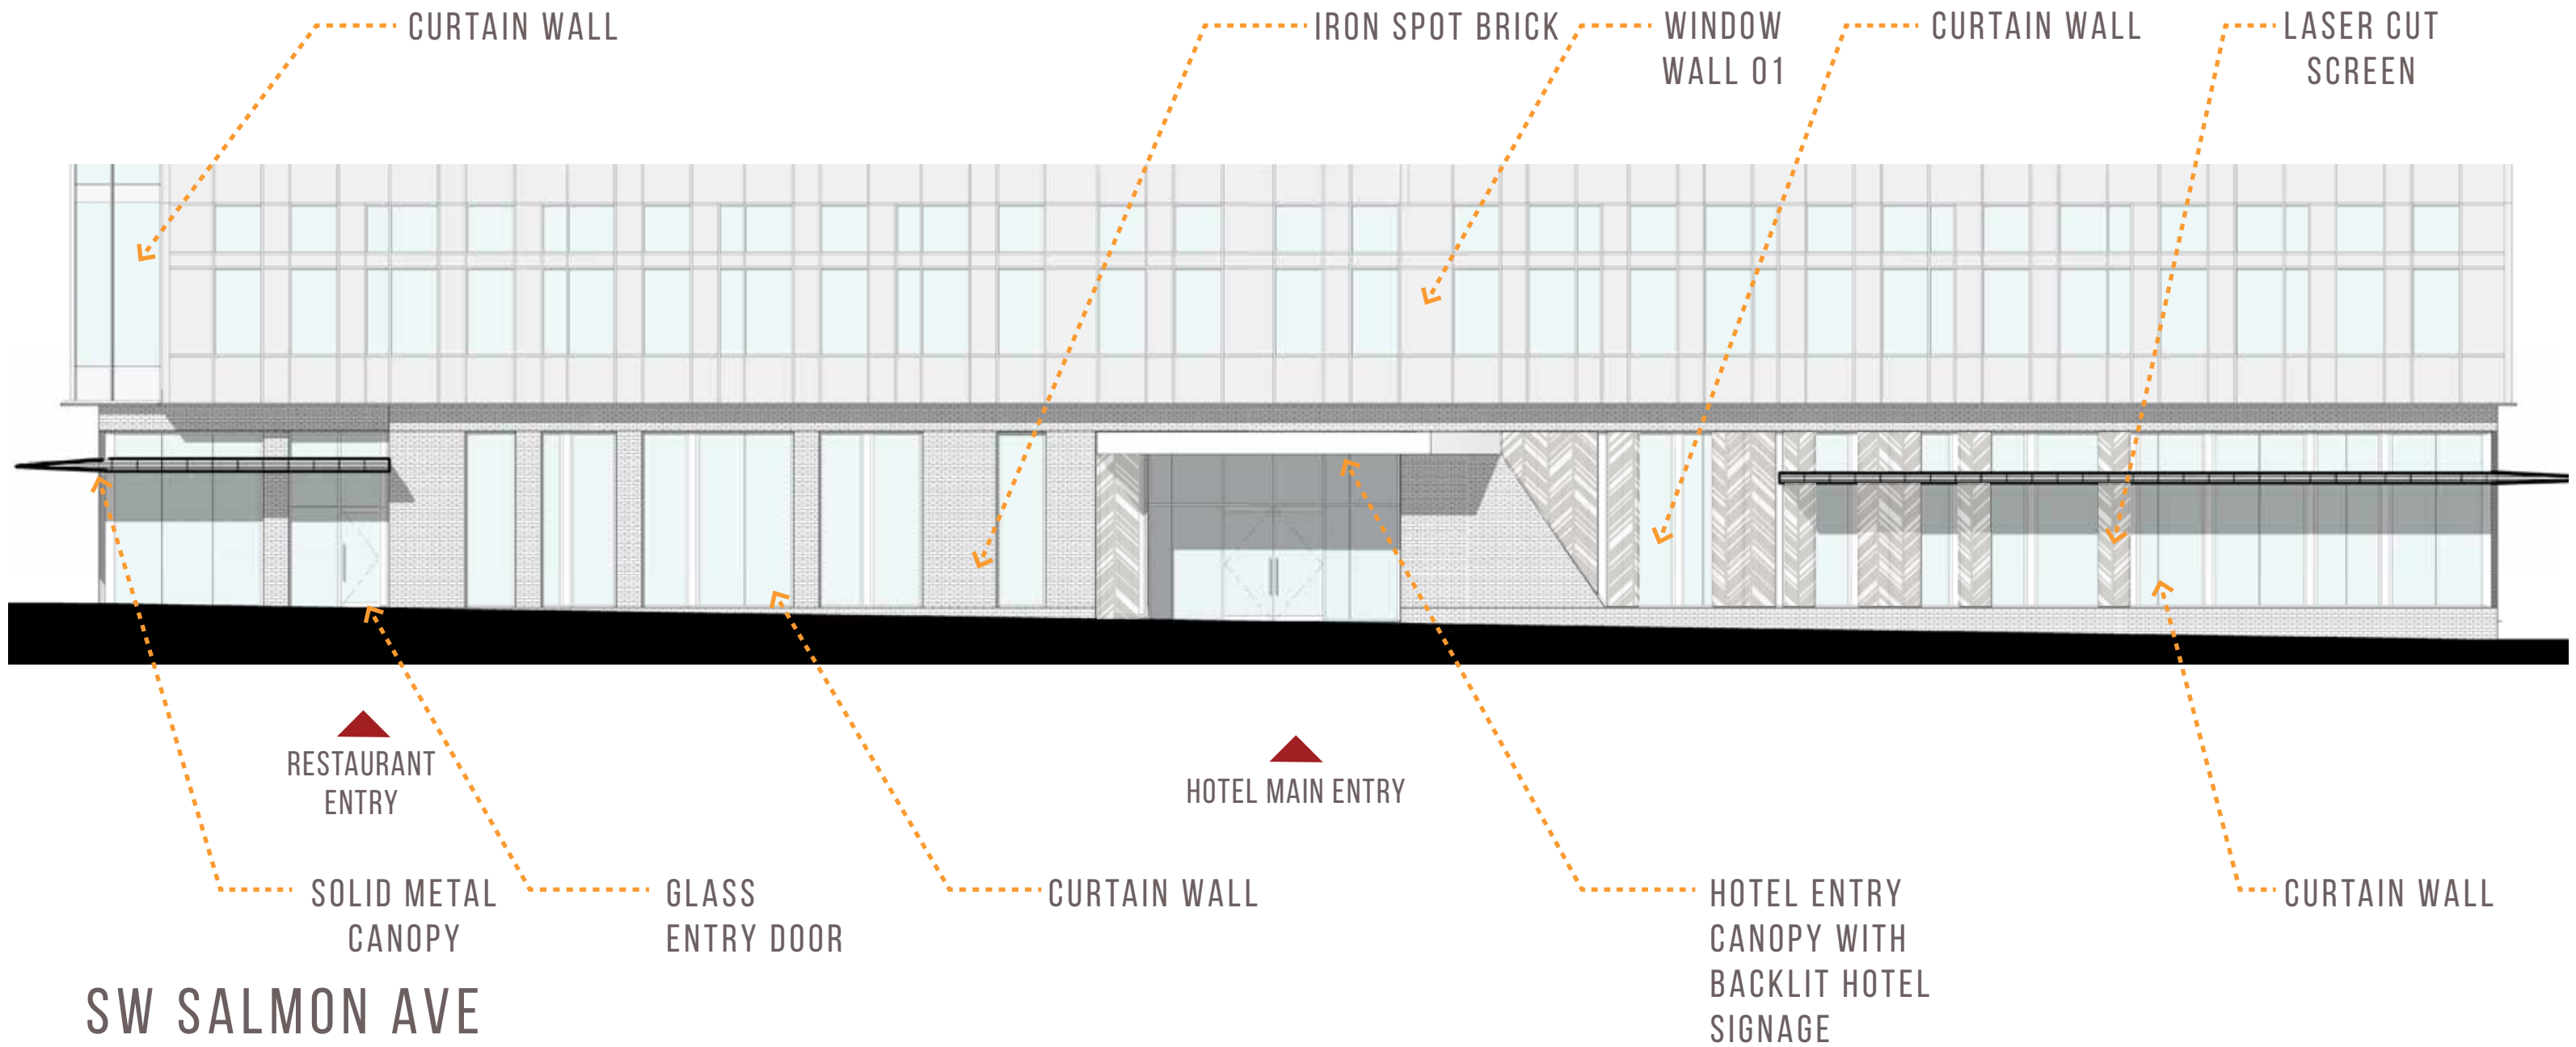 CURTAIN WALL
IRON SPOT BRICK
WINDOW
WALL 01
CURTAIN WALL
LASER CUT
SCREEN
RESTAURANT
ENTRY
HOTEL MAIN ENTRY
SOLID METAL
CANOPY
GLASS
ENTRY DOOR
CURTAIN WALL
HOTEL ENTRY
CANOPY WITH
BACKLIT HOTEL
SIGNAGE
CURTAIN WALL
SW SALMON AVE